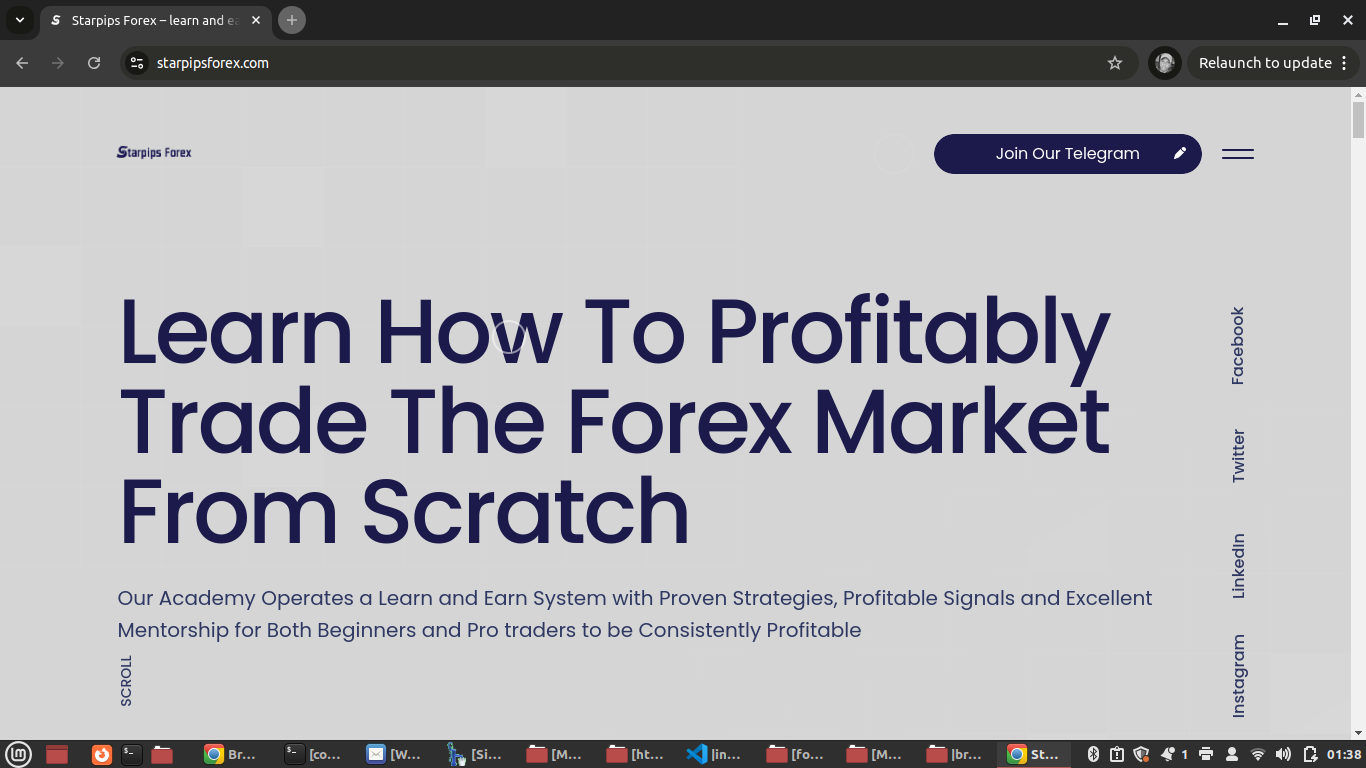 Starpips Forex – learn and ea
starpipsforex.com
Relaunch to update
Starpips Forex
Join Our Telegram
Learn How To Profitably
Trade The Forex Market
From Scratch
Our Academy Operates a Learn and Earn System with Proven Strategies, Profitable Signals and Excellent
Mentorship for Both Beginners and Pro traders to be Consistently Profitable
SCROLL
Facebook
Twitter
LinkedIn
Instagram
Br... [co... [W... [Si... [M... [ht... |in... [fo... [M... |br... St... 1 01:38